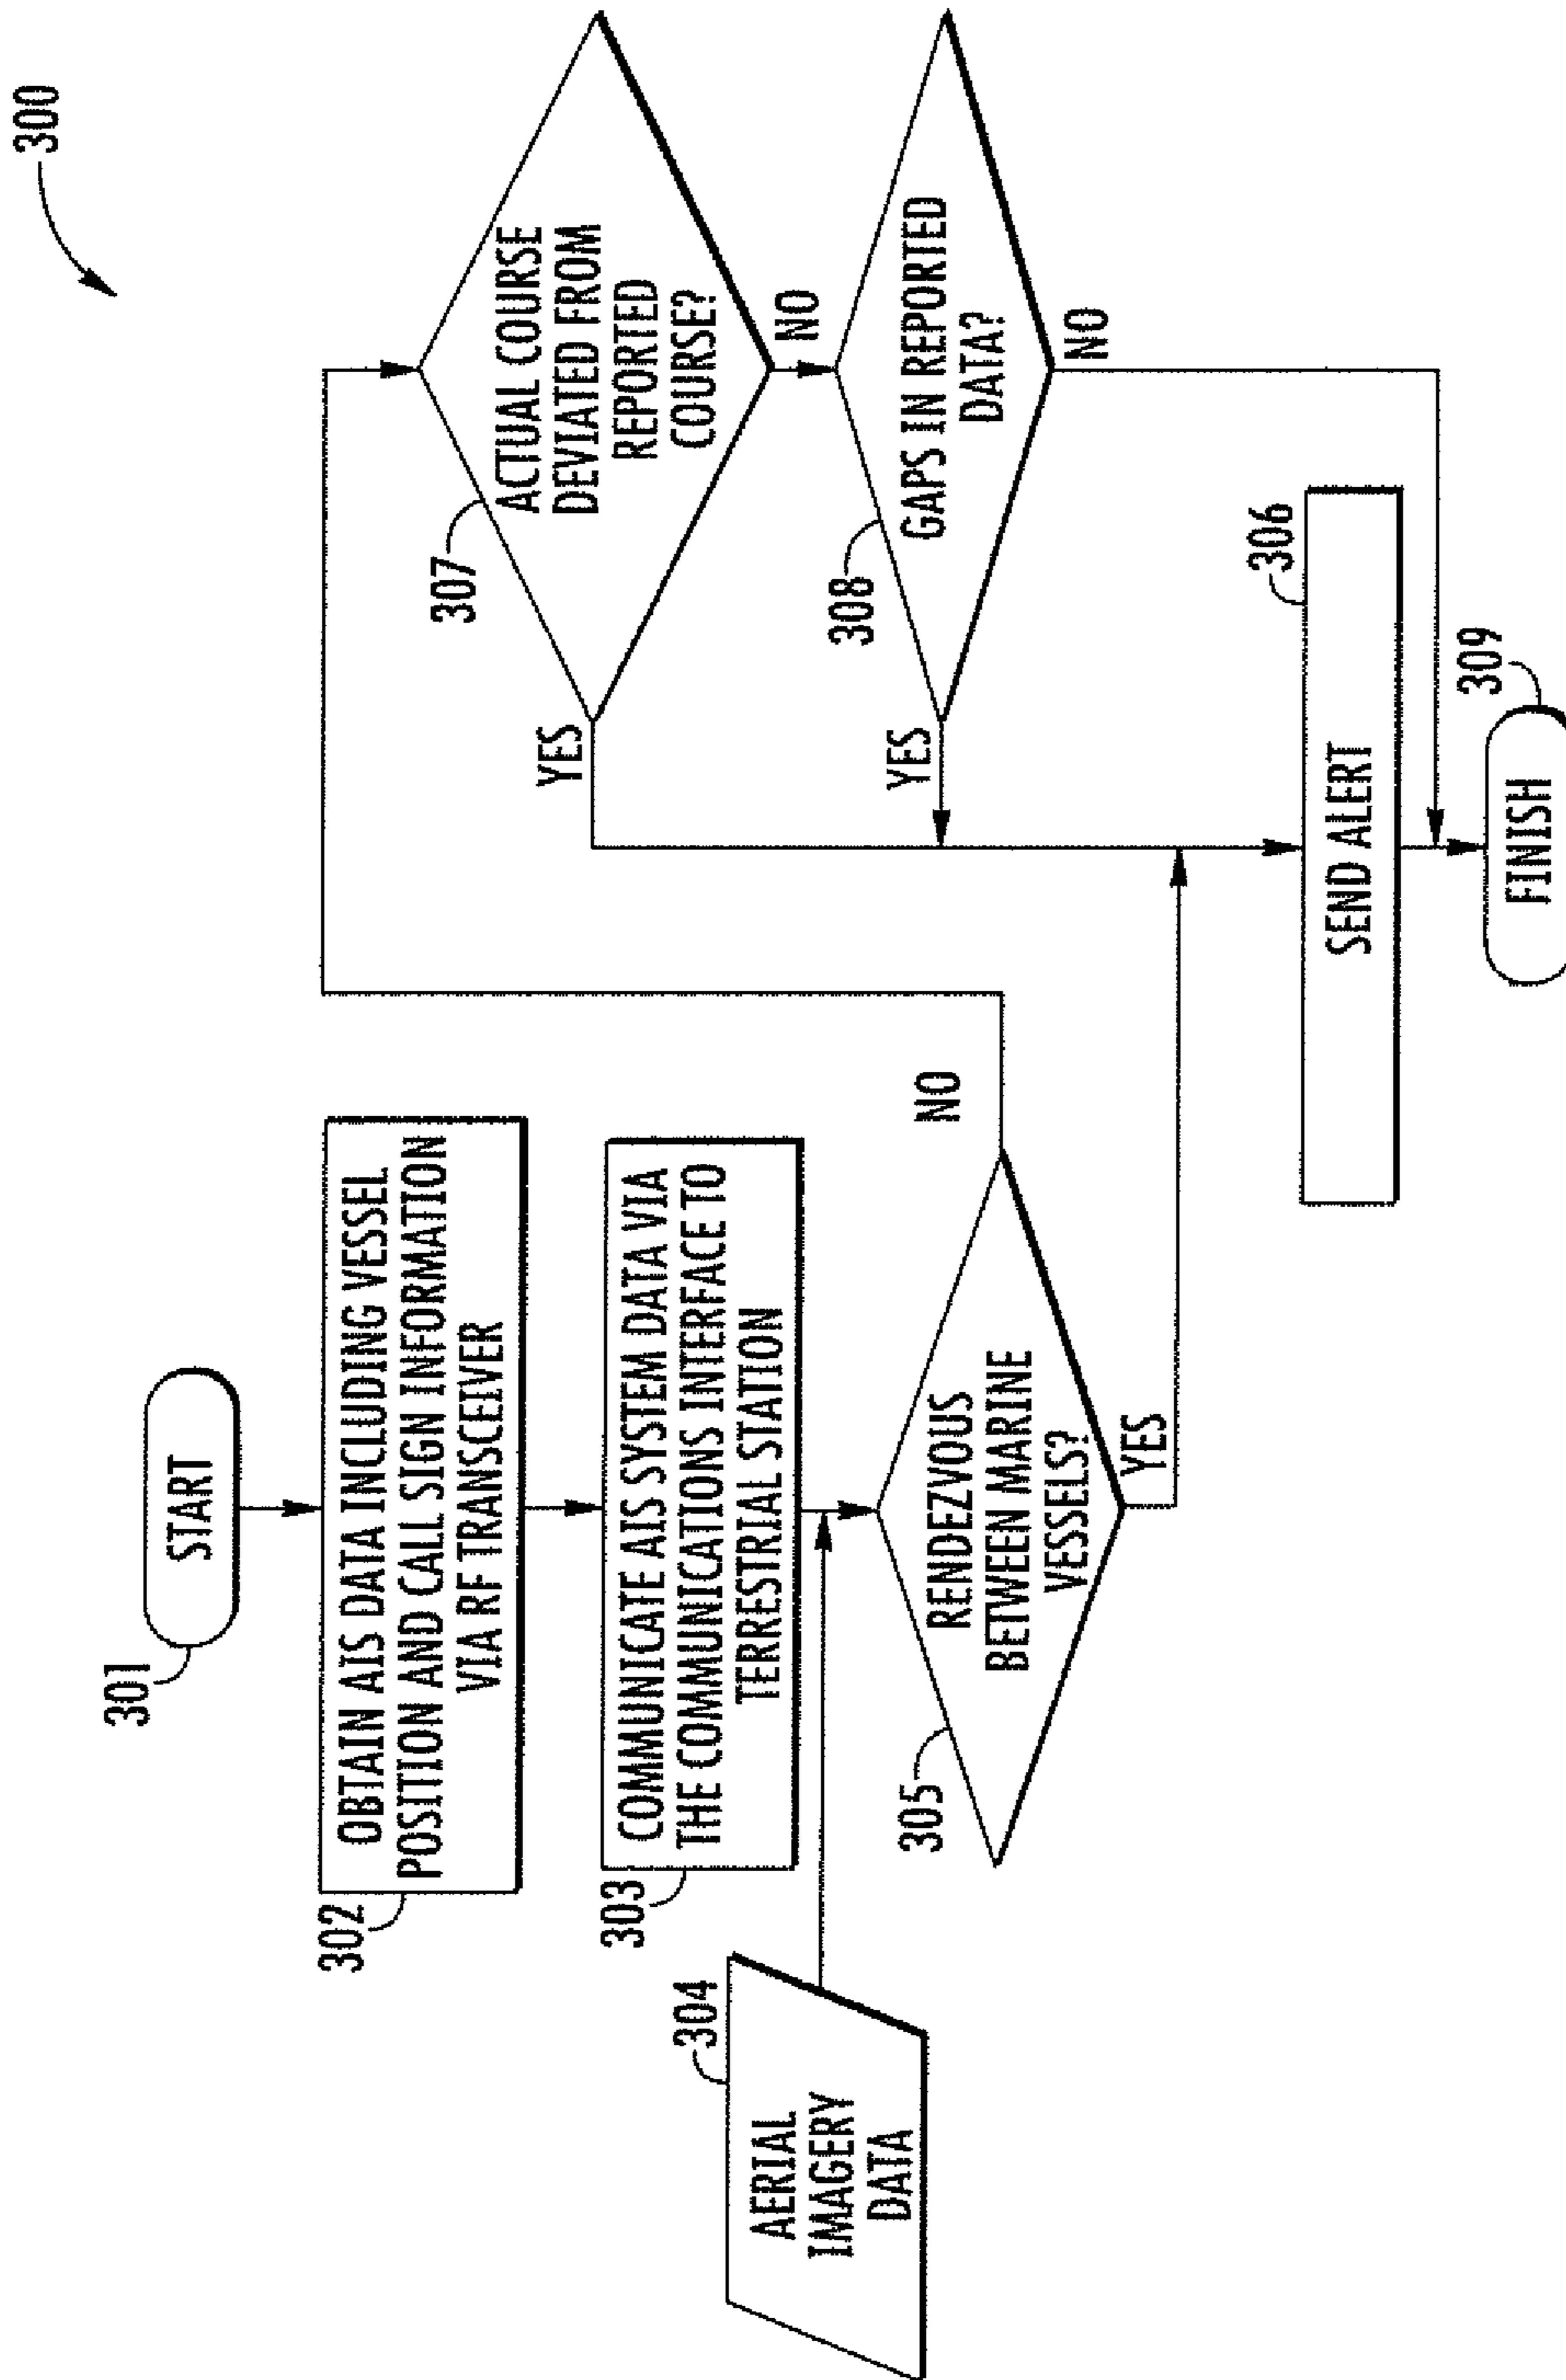 300
301
START
302
OBTAIN AIS DATA INCLUDING VESSEL
POSITION AND CALL SIGN INFORMATION
VIA RF TRANSCEIVER
303
COMMUNICATE AIS SYSTEM DATA VIA
THE COMMUNICATIONS INTERFACE TO
TERRESTRIAL STATION
304
AERIAL
IMAGERY
DATA
305
RENDEZVOUS
BETWEEN MARINE
VESSELS?
NO
YES
307
ACTUAL COURSE
DEVIATED FROM
REPORTED
COURSE?
YES
NO
308
GAPS IN REPORTED
DATA?
YES
NO
306
SEND ALERT
309
FINISH